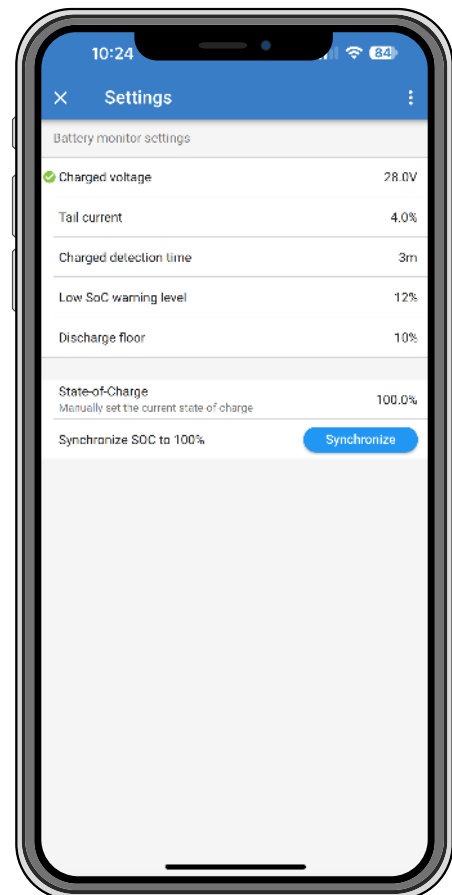 10:24
84
Settings
Battery monitor settings
Charged voltage 28.0V
Tail current 4.0%
Charged detection time 3m
Low SoC warning level 12%
Discharge floor 10%
State-of-Charge 100.0%
Manually set the current state of charge
Synchronize SOC to 100% Synchronize